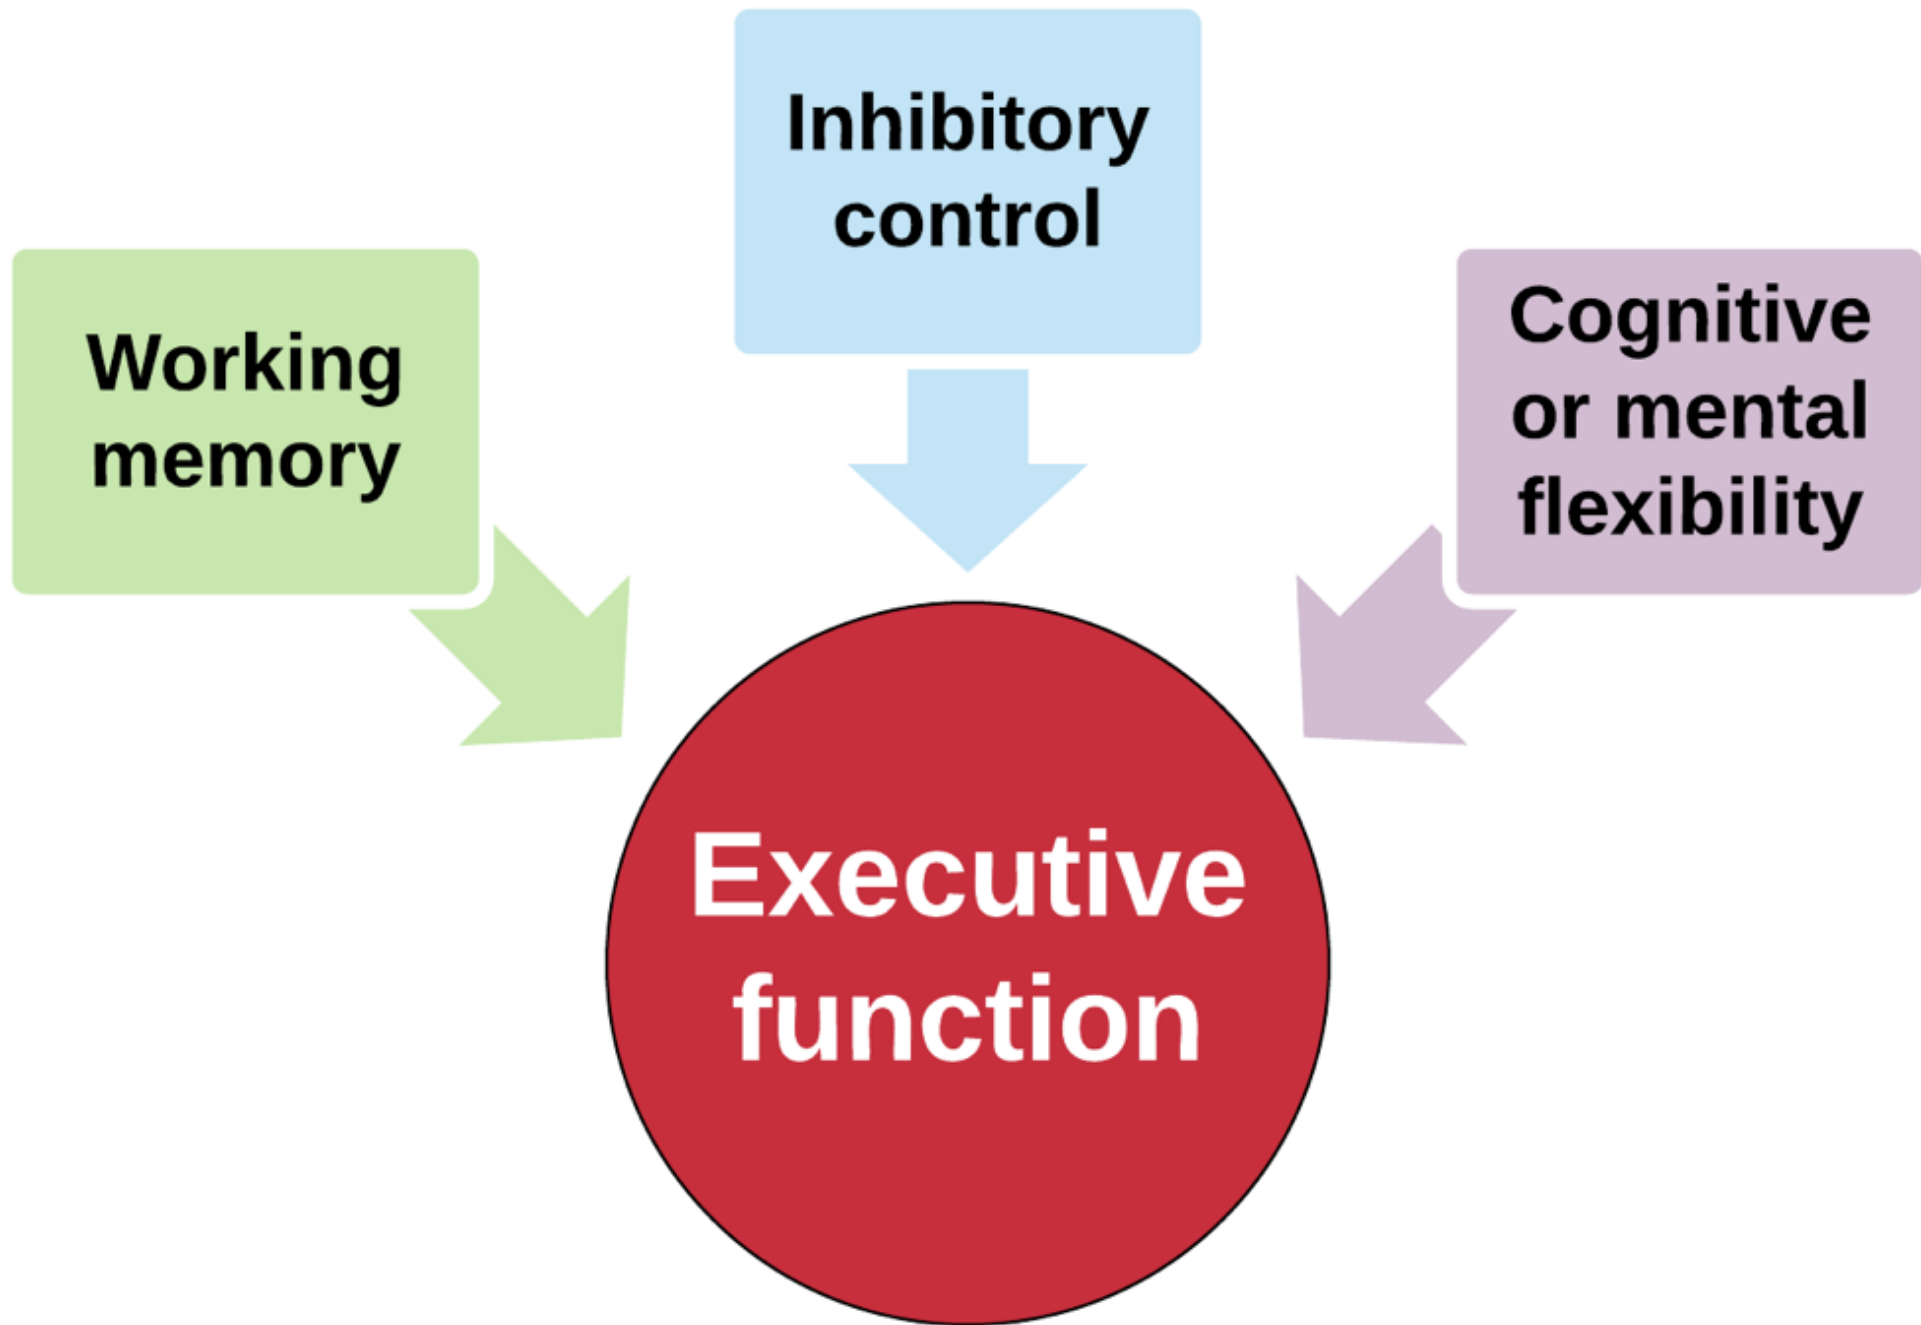 Inhibitory
control
Working
memory
Cognitive
or mental
flexibility
Executive
function